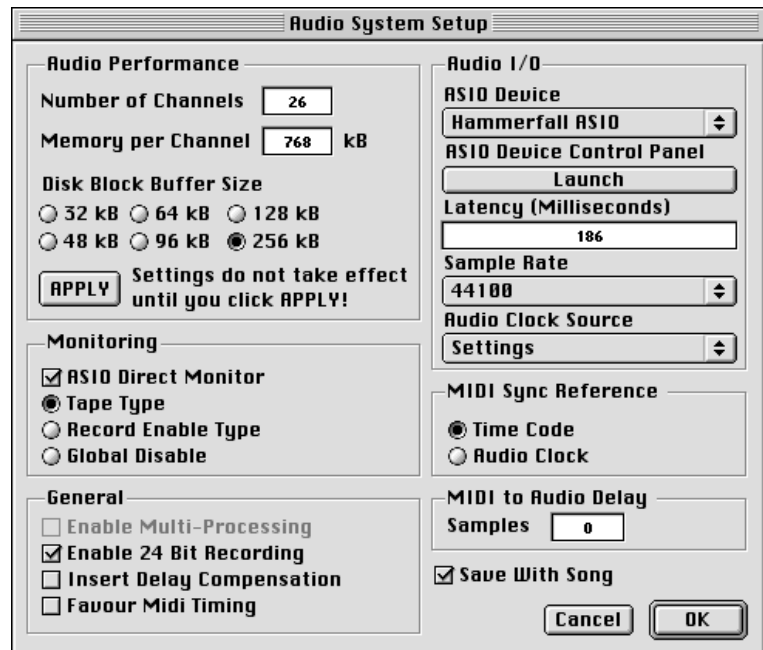 Audio System Setup
Audio Performance
Number of Channels 26
Memory per Channel 768 kB
Disk Block Buffer Size
32 kB 64 kB 128 kB
48 kB 96 kB 256 kB
APPLY Settings do not take effect
until you click APPLY!
Monitoring
ASIO Direct Monitor
Tape Type
Record Enable Type
Global Disable
General
Enable Multi-Processing
Enable 24 Bit Recording
Insert Delay Compensation
Favour Midi Timing
Audio I/O
ASIO Device
Hammerfall ASIO
ASIO Device Control Panel
Launch
Latency (Milliseconds)
186
Sample Rate
44100
Audio Clock Source
Settings
MIDI Sync Reference
Time Code
Audio Clock
MIDI to Audio Delay
Samples 0
Save With Song
Cancel OK